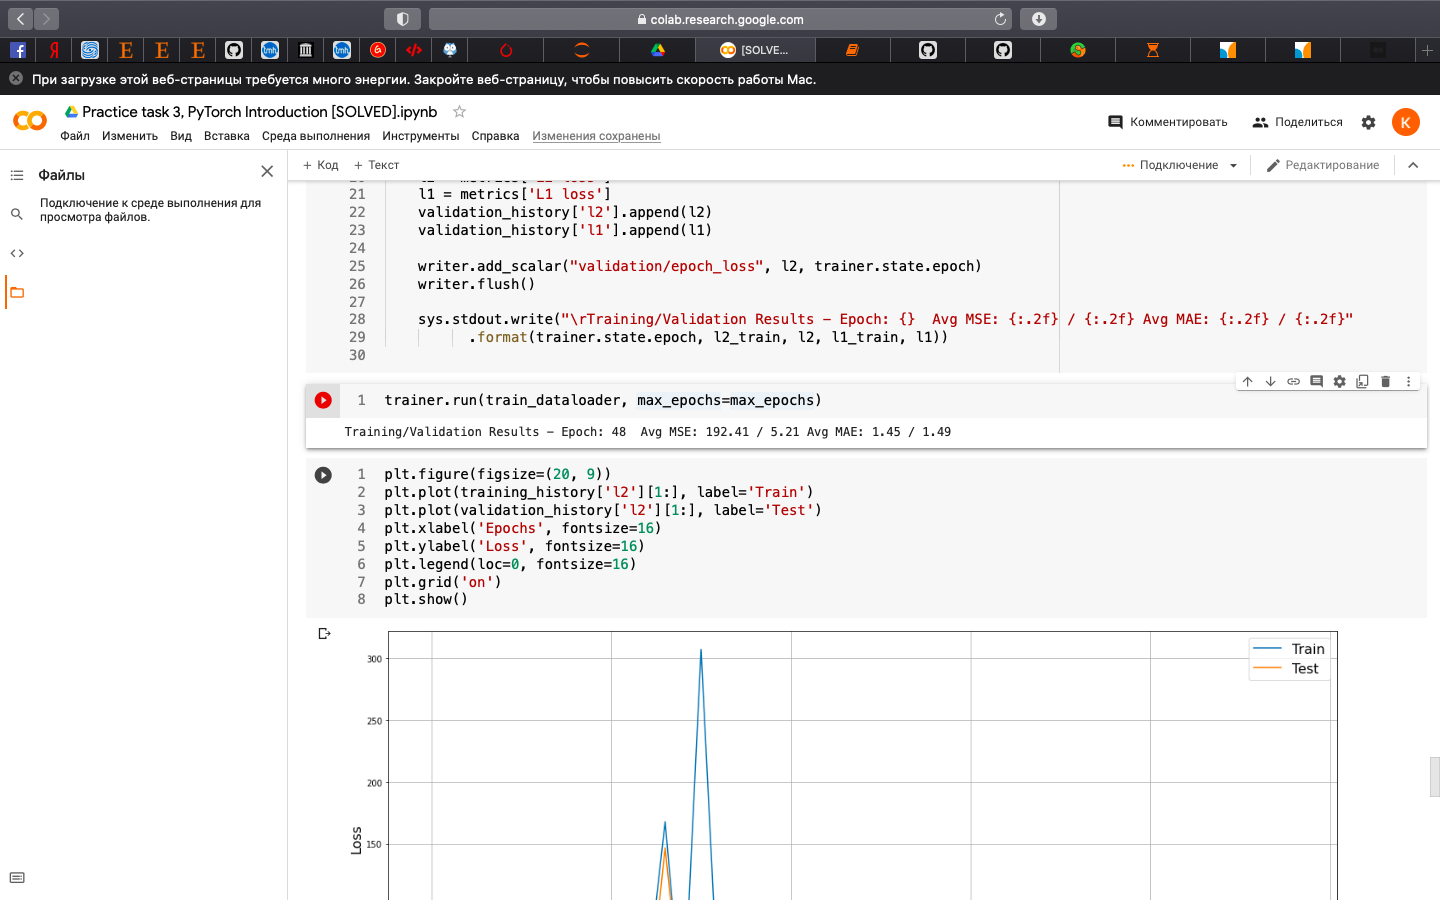 colab.research.google.com
[SOLVE...
При загрузке этой веб-страницы требуется много энергии. Закройте веб-страницу, чтобы повысить скорость работы Mac.
Practice task 3, PyTorch Introduction [SOLVED].ipynb
Файл Изменить Вид Вставка Среда выполнения Инструменты Справка Изменения сохранены
Комментировать Поделиться K
Файлы
Подключение к среде выполнения для
просмотра файлов.
+ Код + Текст
Подключение Редактирование
21 l1 = metrics['L1 loss']
22 validation_history['l2'].append(l2)
23 validation_history['l1'].append(l1)
24
25 writer.add_scalar("validation/epoch_loss", l2, trainer.state.epoch)
26 writer.flush()
27
28 sys.stdout.write("\rTraining/Validation Results - Epoch: {}  Avg MSE: {:.2f} / {:.2f} Avg MAE: {:.2f} / {:.2f}"
29 .format(trainer.state.epoch, l2_train, l2, l1_train, l1))
30
1 trainer.run(train_dataloader, max_epochs=max_epochs)
Training/Validation Results - Epoch: 48  Avg MSE: 192.41 / 5.21 Avg MAE: 1.45 / 1.49
1 plt.figure(figsize=(20, 9))
2 plt.plot(training_history['l2'][1:], label='Train')
3 plt.plot(validation_history['l2'][1:], label='Test')
4 plt.xlabel('Epochs', fontsize=16)
5 plt.ylabel('Loss', fontsize=16)
6 plt.legend(loc=0, fontsize=16)
7 plt.grid('on')
8 plt.show()
Train
Test
300
250
200
150
Loss